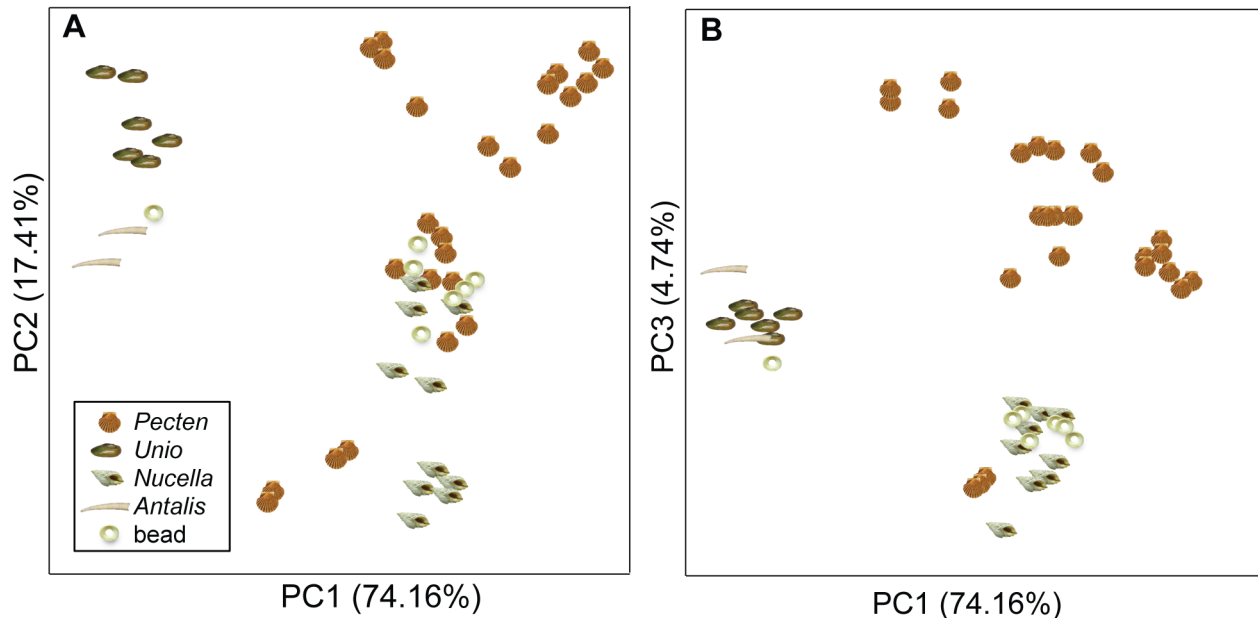 A
PC2 (17.41%)
Pecten
Unio
Nucella
Antalis
bead
PC1 (74.16%)
B
PC3 (4.74%)
PC1 (74.16%)